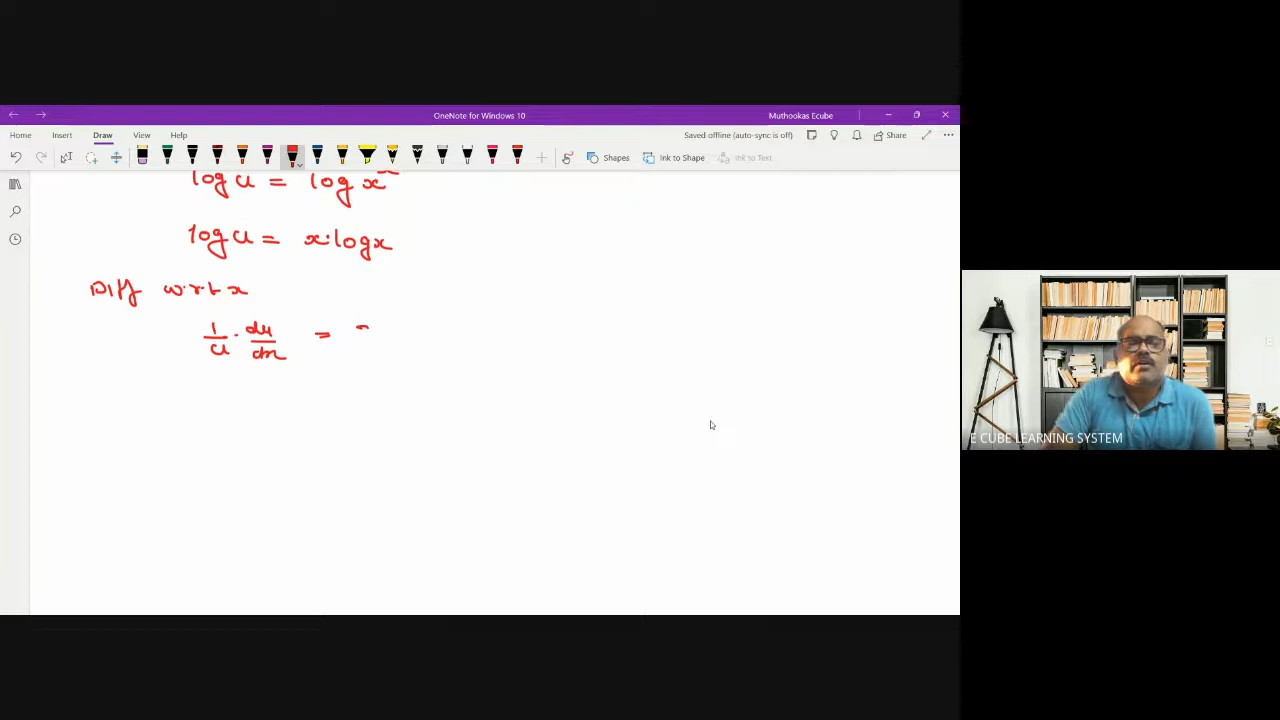 OneNote for Windows 10
Muthookas Ecube
Home Insert Draw View Help
Saved offline (auto-sync is off)
Share
Shapes
Ink to Shape
Ink to Text
log u = log x^x
log u = x·log x
Diff w.r.t x
1/u · du/dx =
E CUBE LEARNING SYSTEM